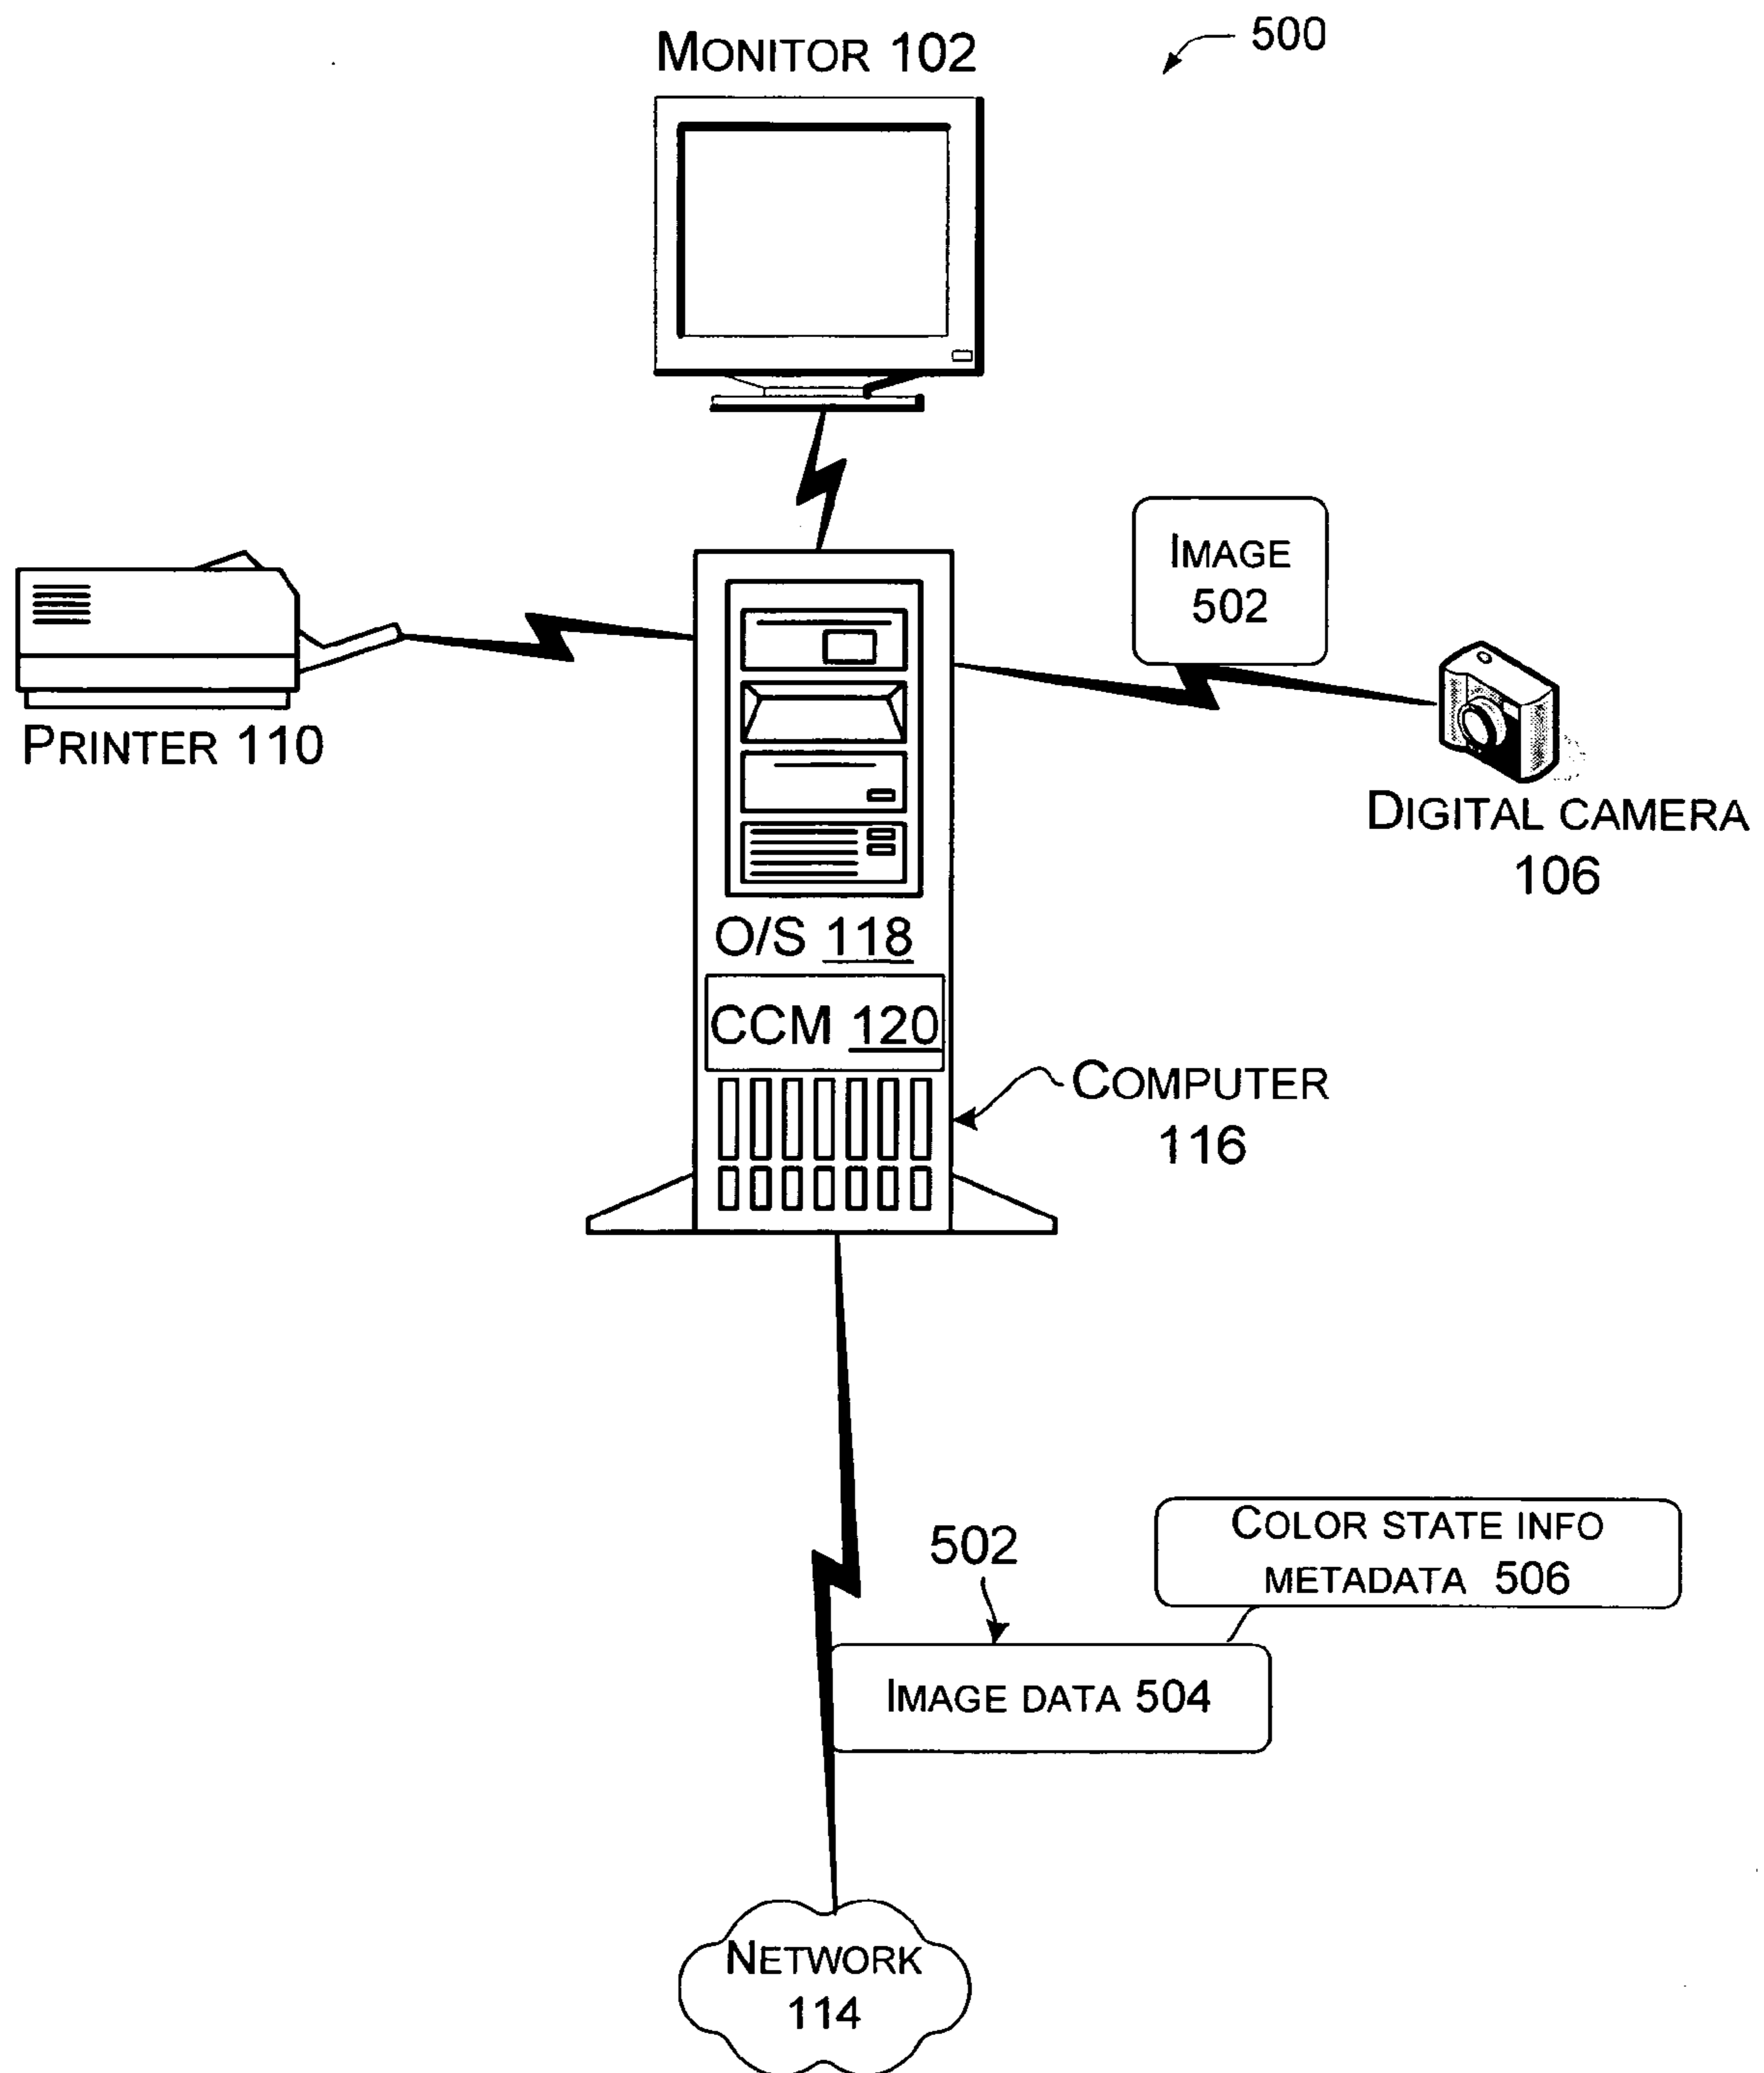 500
MONITOR 102
IMAGE
502
PRINTER 110
DIGITAL CAMERA
106
O/S 118
CCM 120
COMPUTER
116
502
COLOR STATE INFO
METADATA 506
IMAGE DATA 504
NETWORK
114